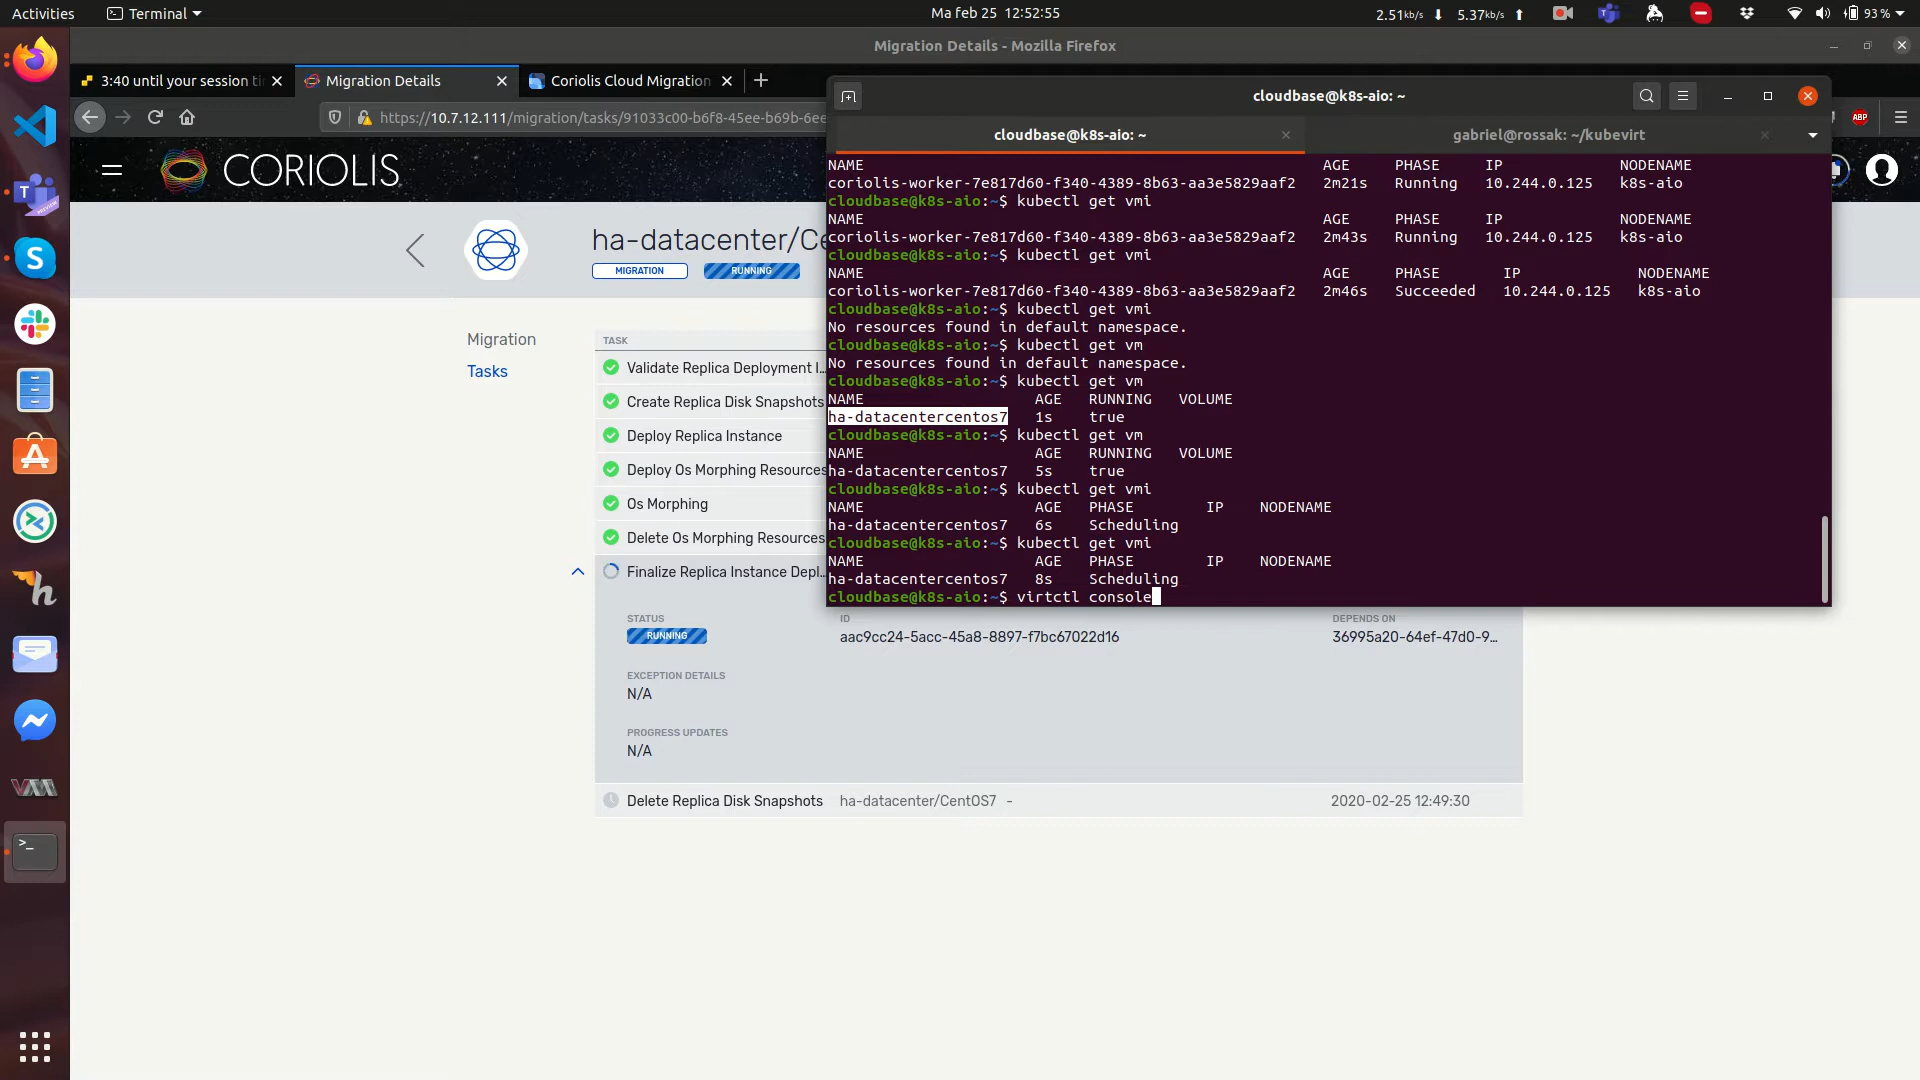 Activities
Terminal
Ma feb 25 12:52:55
2.51kb/s
5.37kb/s
93 %
Migration Details - Mozilla Firefox
3:40 until your session ti
Migration Details
Coriolis Cloud Migration
https://10.7.12.111/migration/tasks/91033c00-b6f8-45ee-b69b-6ee
ABP
CORIOLIS
ha-datacenter/Ce
MIGRATION
RUNNING
Migration
Tasks
TASK
Validate Replica Deployment I...
Create Replica Disk Snapshots
Deploy Replica Instance
Deploy Os Morphing Resources
Os Morphing
Delete Os Morphing Resources
Finalize Replica Instance Depl...
STATUS
RUNNING
ID
aac9cc24-5acc-45a8-8897-f7bc67022d16
DEPENDS ON
36995a20-64ef-47d0-9...
EXCEPTION DETAILS
N/A
PROGRESS UPDATES
N/A
Delete Replica Disk Snapshots ha-datacenter/CentOS7 - 2020-02-25 12:49:30
cloudbase@k8s-aio: ~
cloudbase@k8s-aio: ~
gabriel@rossak: ~/kubevirt
NAME AGE PHASE IP NODENAME
coriolis-worker-7e817d60-f340-4389-8b63-aa3e5829aaf2 2m21s Running 10.244.0.125 k8s-aio
cloudbase@k8s-aio:~$ kubectl get vmi
NAME AGE PHASE IP NODENAME
coriolis-worker-7e817d60-f340-4389-8b63-aa3e5829aaf2 2m43s Running 10.244.0.125 k8s-aio
cloudbase@k8s-aio:~$ kubectl get vmi
NAME AGE PHASE IP NODENAME
coriolis-worker-7e817d60-f340-4389-8b63-aa3e5829aaf2 2m46s Succeeded 10.244.0.125 k8s-aio
cloudbase@k8s-aio:~$ kubectl get vmi
No resources found in default namespace.
cloudbase@k8s-aio:~$ kubectl get vm
No resources found in default namespace.
cloudbase@k8s-aio:~$ kubectl get vm
NAME AGE RUNNING VOLUME
ha-datacentercentos7 1s true
cloudbase@k8s-aio:~$ kubectl get vm
NAME AGE RUNNING VOLUME
ha-datacentercentos7 5s true
cloudbase@k8s-aio:~$ kubectl get vmi
NAME AGE PHASE IP NODENAME
ha-datacentercentos7 6s Scheduling
cloudbase@k8s-aio:~$ kubectl get vmi
NAME AGE PHASE IP NODENAME
ha-datacentercentos7 8s Scheduling
cloudbase@k8s-aio:~$ virtctl console